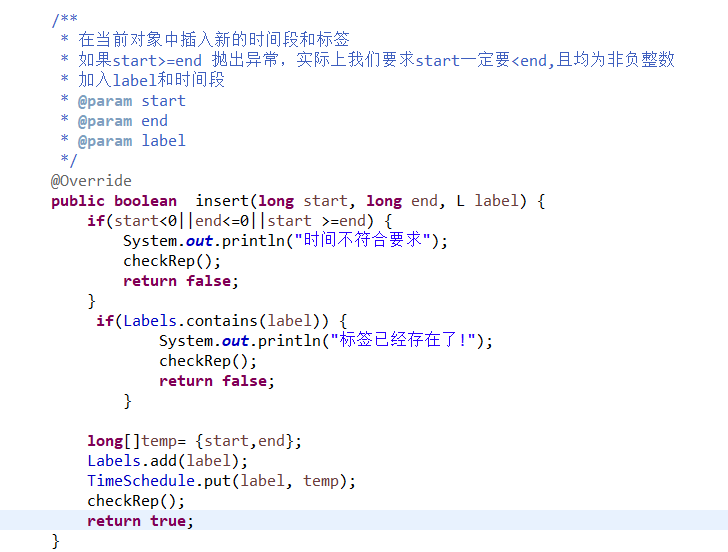 /**
 * 在当前对象中插入新的时间段和标签
 * 如果start>=end 抛出异常，实际上我们要求start一定要<end,且均为非负整数
 * 加入label和时间段
 * @param start
 * @param end
 * @param label
 */
@Override
public boolean  insert(long start, long end, L label) {
    if(start<0||end<=0||start >=end) {
        System.out.println("时间不符合要求");
        checkRep();
        return false;
    }
     if(Labels.contains(label)) {
            System.out.println("标签已经存在了!");
            checkRep();
            return false;
        }
    long[]temp= {start,end};
    Labels.add(label);
    TimeSchedule.put(label, temp);
    checkRep();
    return true;
}